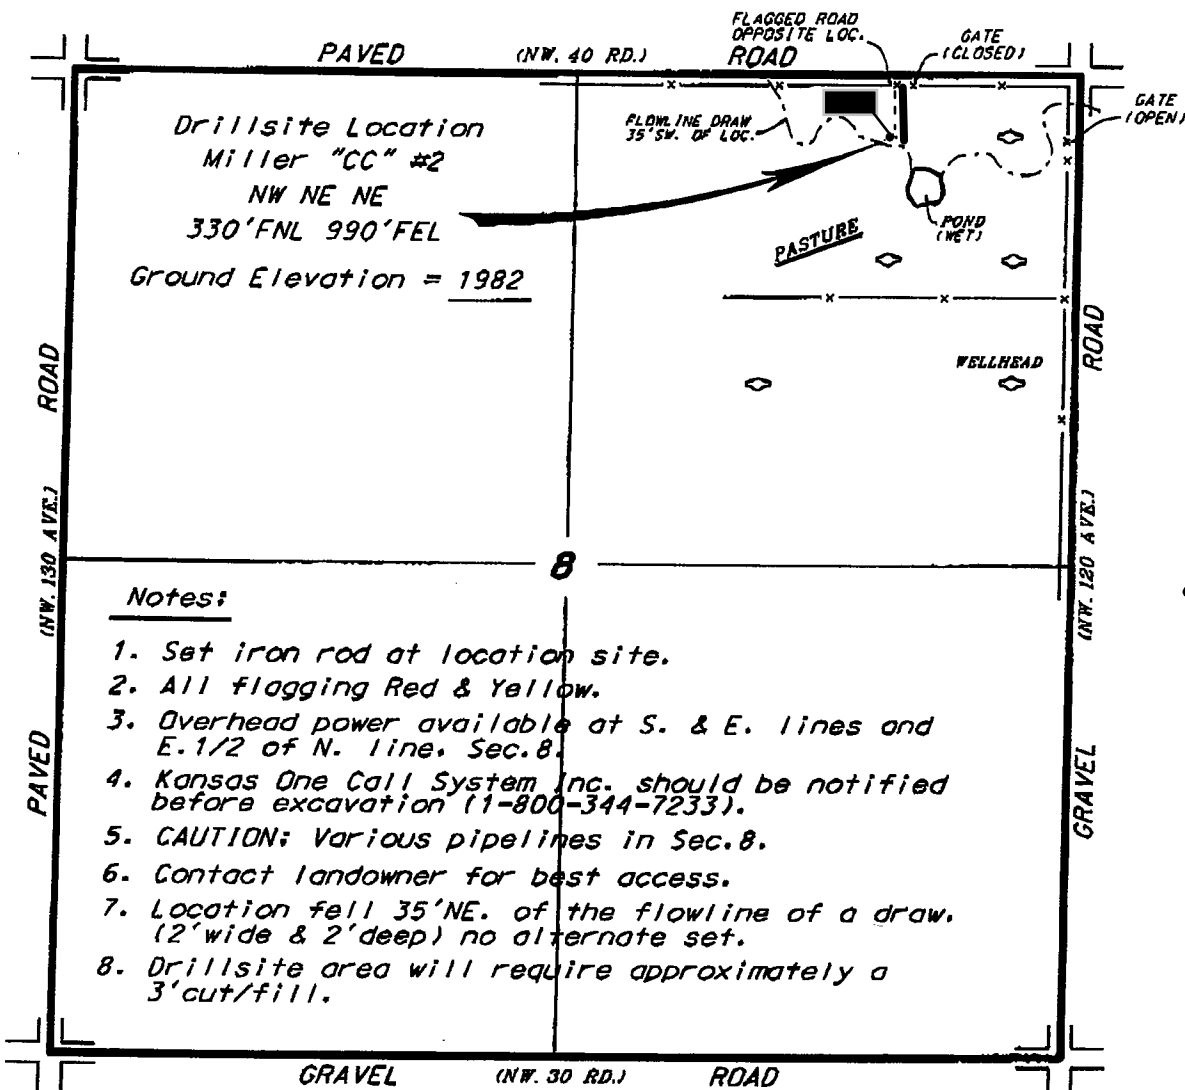 FLAGGED ROAD
OPPOSITE LOC.
PAVED (NW. 40 RD.) ROAD
GATE
(CLOSED)
GATE
(OPEN)
FLOWLINE DRAW
35'SW. OF LOC.
Drillsite Location
Miller "CC" #2
NW NE NE
330'FNL 990'FEL
Ground Elevation = 1982
POND
(WET)
PASTURE
WELLHEAD
ROAD
(NW. 130 AVE.)
PAVED
ROAD
(NW. 120 AVE.)
GRAVEL
8
Notes:
1. Set iron rod at location site.
2. All flagging Red & Yellow.
3. Overhead power available at S. & E. lines and
E.1/2 of N. line. Sec.8.
4. Kansas One Call System Inc. should be notified
before excavation (1-800-344-7233).
5. CAUTION: Various pipelines in Sec.8.
6. Contact landowner for best access.
7. Location fell 35'NE. of the flowline of a draw.
(2'wide & 2'deep) no alternate set.
8. Drillsite area will require approximately a
3'cut/fill.
GRAVEL (NW. 30 RD.) ROAD